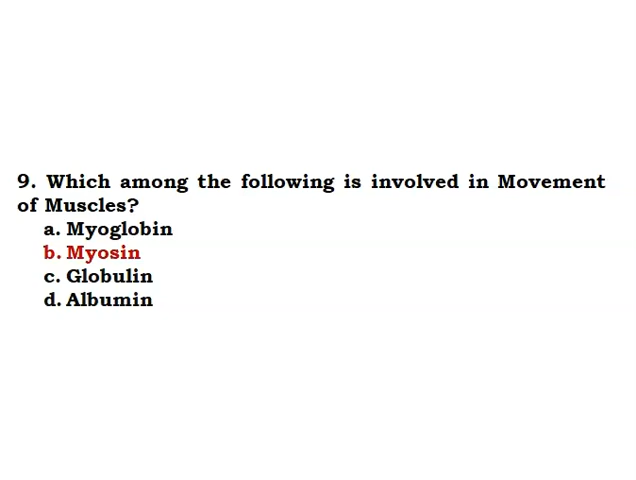 9. Which among the following is involved in Movement
of Muscles?
a. Myoglobin
b. Myosin
c. Globulin
d. Albumin